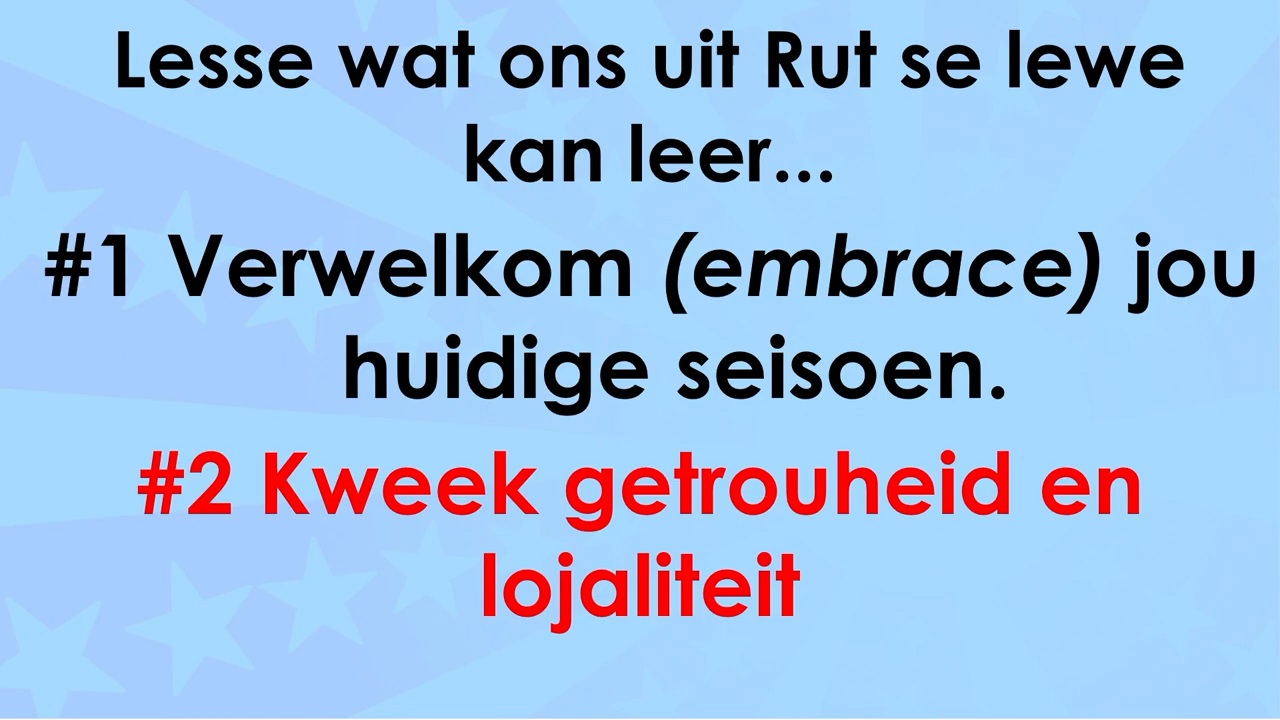 Lesse wat ons uit Rut se lewe
kan leer...
#1 Verwelkom (embrace) jou
huidige seisoen.
#2 Kweek getrouheid en
lojaliteit